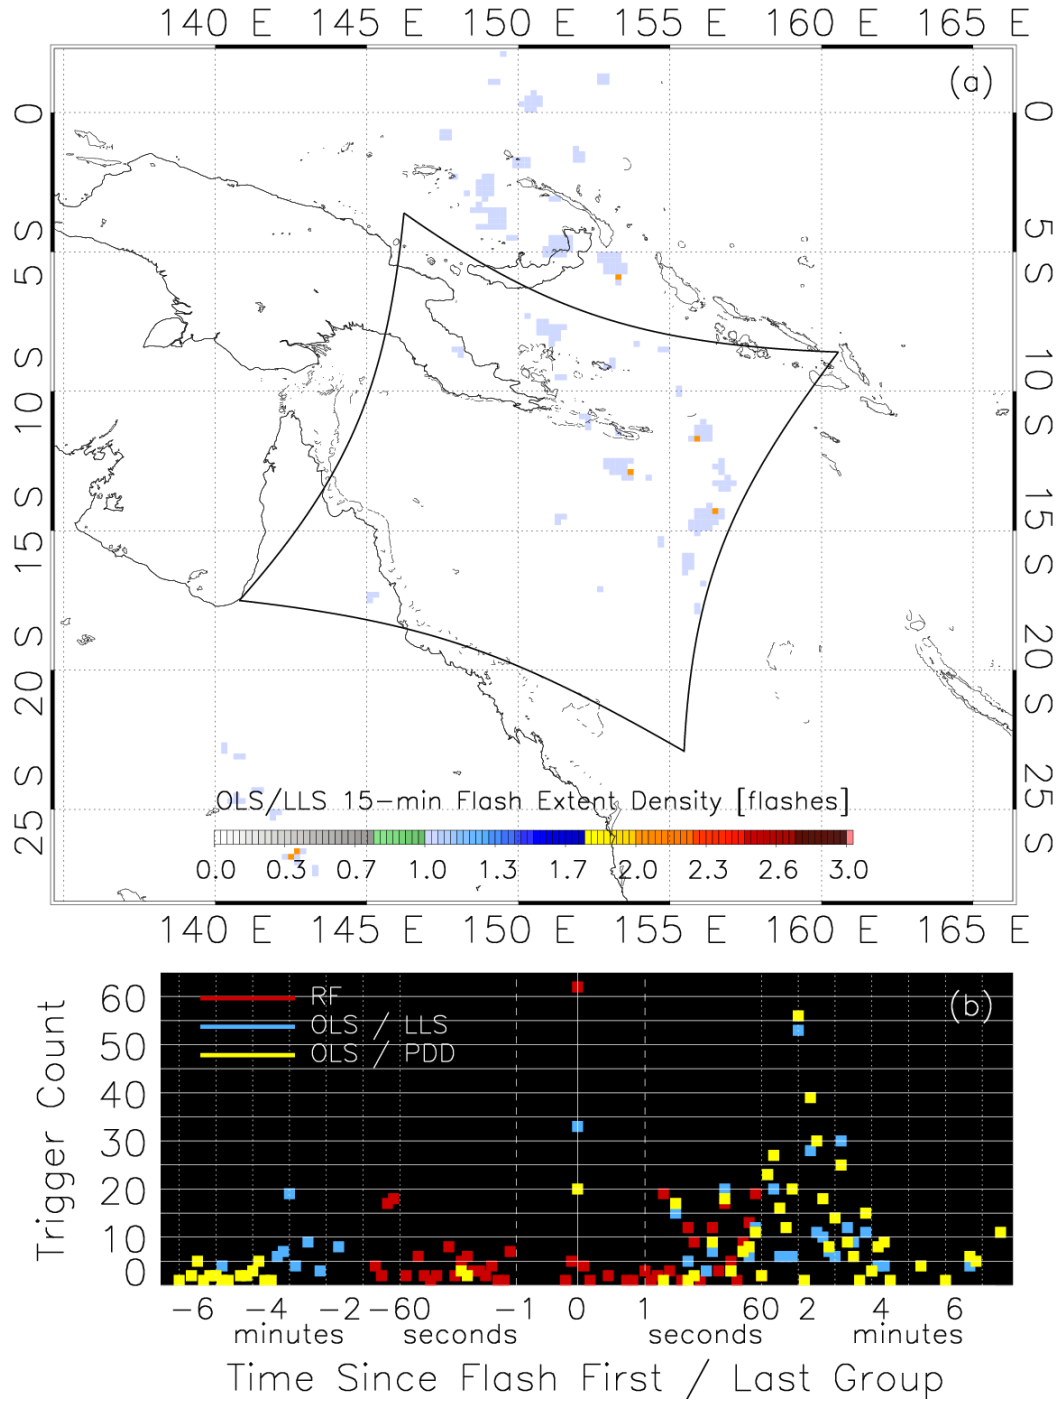 140 E 145 E 150 E 155 E 160 E 165 E
(a)
0 0
5 S 5 S
10 S 10 S
15 S 15 S
20 S 20 S
25 S 25 S
OLS/LLS 15-min Flash Extent Density [flashes]
0.0 0.3 0.7 1.0 1.3 1.7 2.0 2.3 2.6 3.0
140 E 145 E 150 E 155 E 160 E 165 E
(b)
RF
OLS / LLS
OLS / PDD
Trigger Count
60
50
40
30
20
10
0
-6 -4 -2 -60 -1 0 1 60 2 4 6
minutes seconds seconds minutes
Time Since Flash First / Last Group